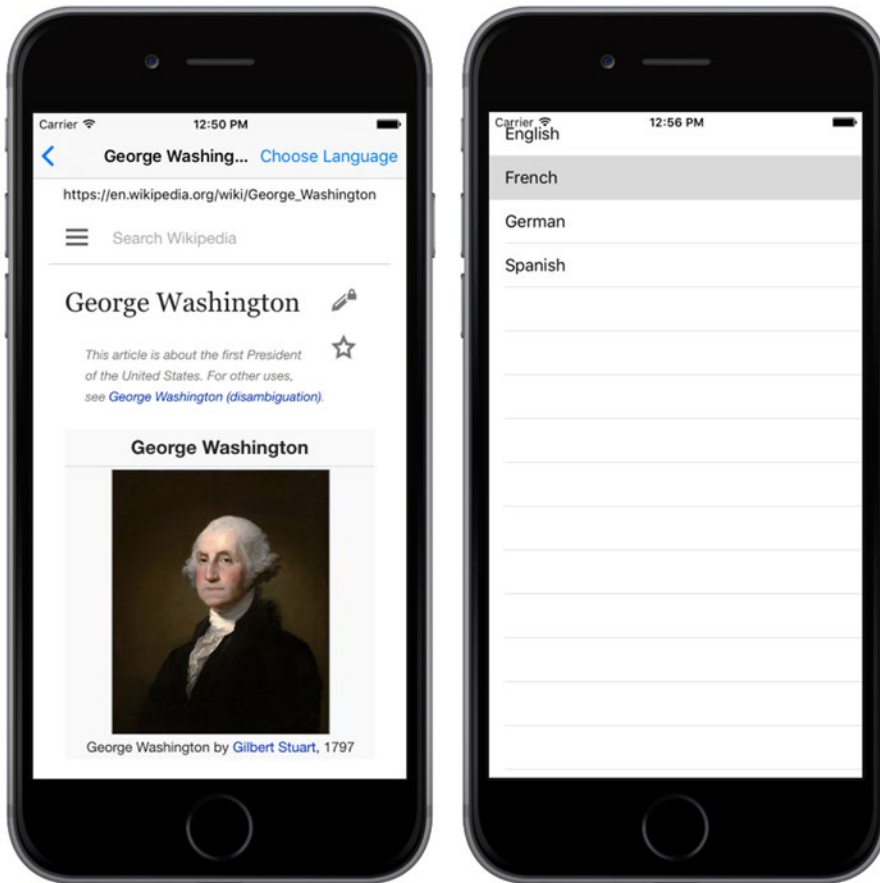 Carrier 12:50 PM
George Washing... Choose Language
https://en.wikipedia.org/wiki/George_Washington
Search Wikipedia
George Washington
This article is about the first President
of the United States. For other uses,
see George Washington (disambiguation).
George Washington
George Washington by Gilbert Stuart, 1797
Carrier 12:56 PM
English
French
German
Spanish